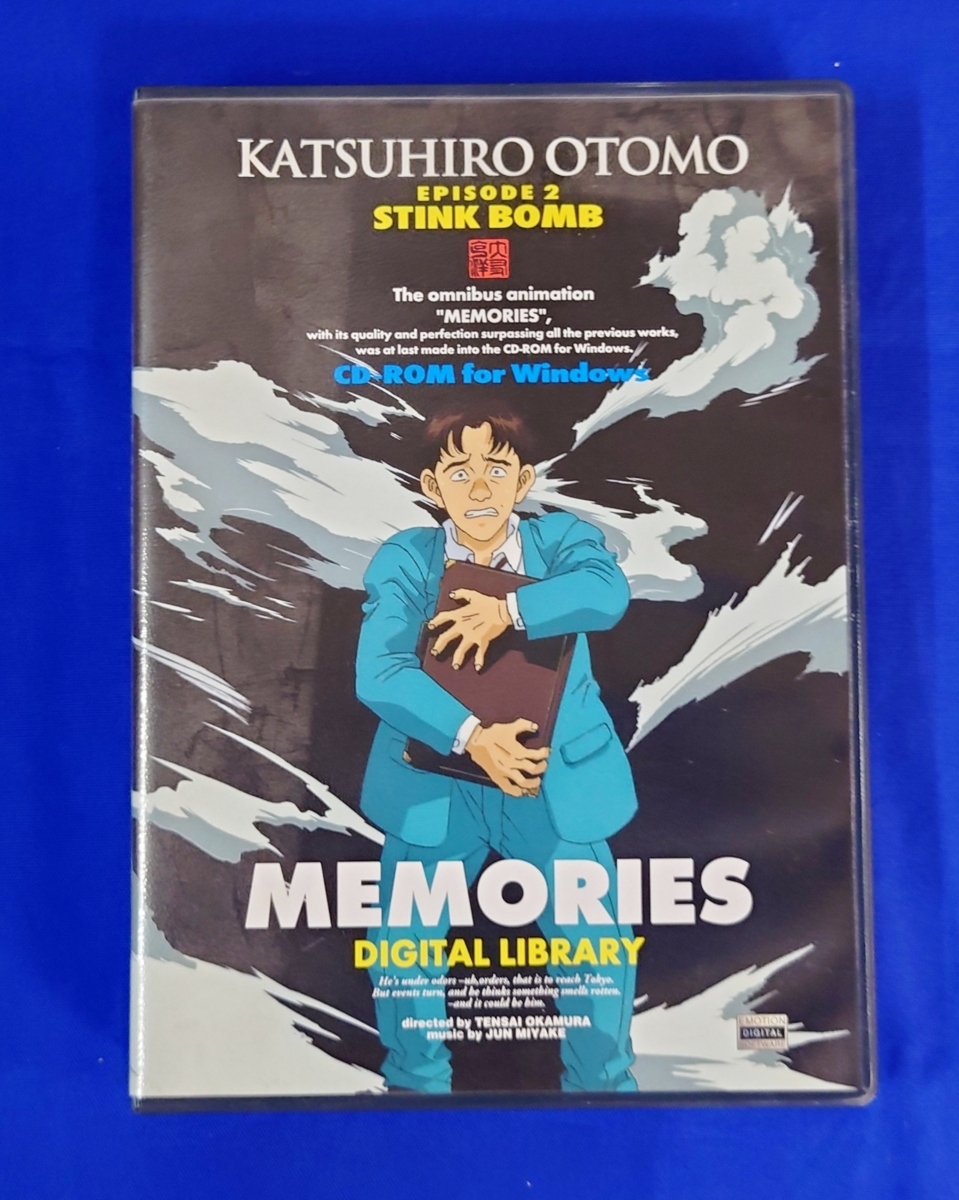 KATSUHIRO OTOMO
EPISODE 2
STINK BOMB
The omnibus animation
"MEMORIES",
with its quality and perfection surpassing all the previous works,
was at last made into the CD-ROM for Windows.
CD-ROM for Windows
MEMORIES
DIGITAL LIBRARY
He's under odors –uh,orders, that is to reach Tokyo.
But events turn, and he thinks something smells rotten.
–and it could be him.
directed by TENSAI OKAMURA
music by JUN MIYAKE
EMOTION
DIGITAL
SOFTWARE